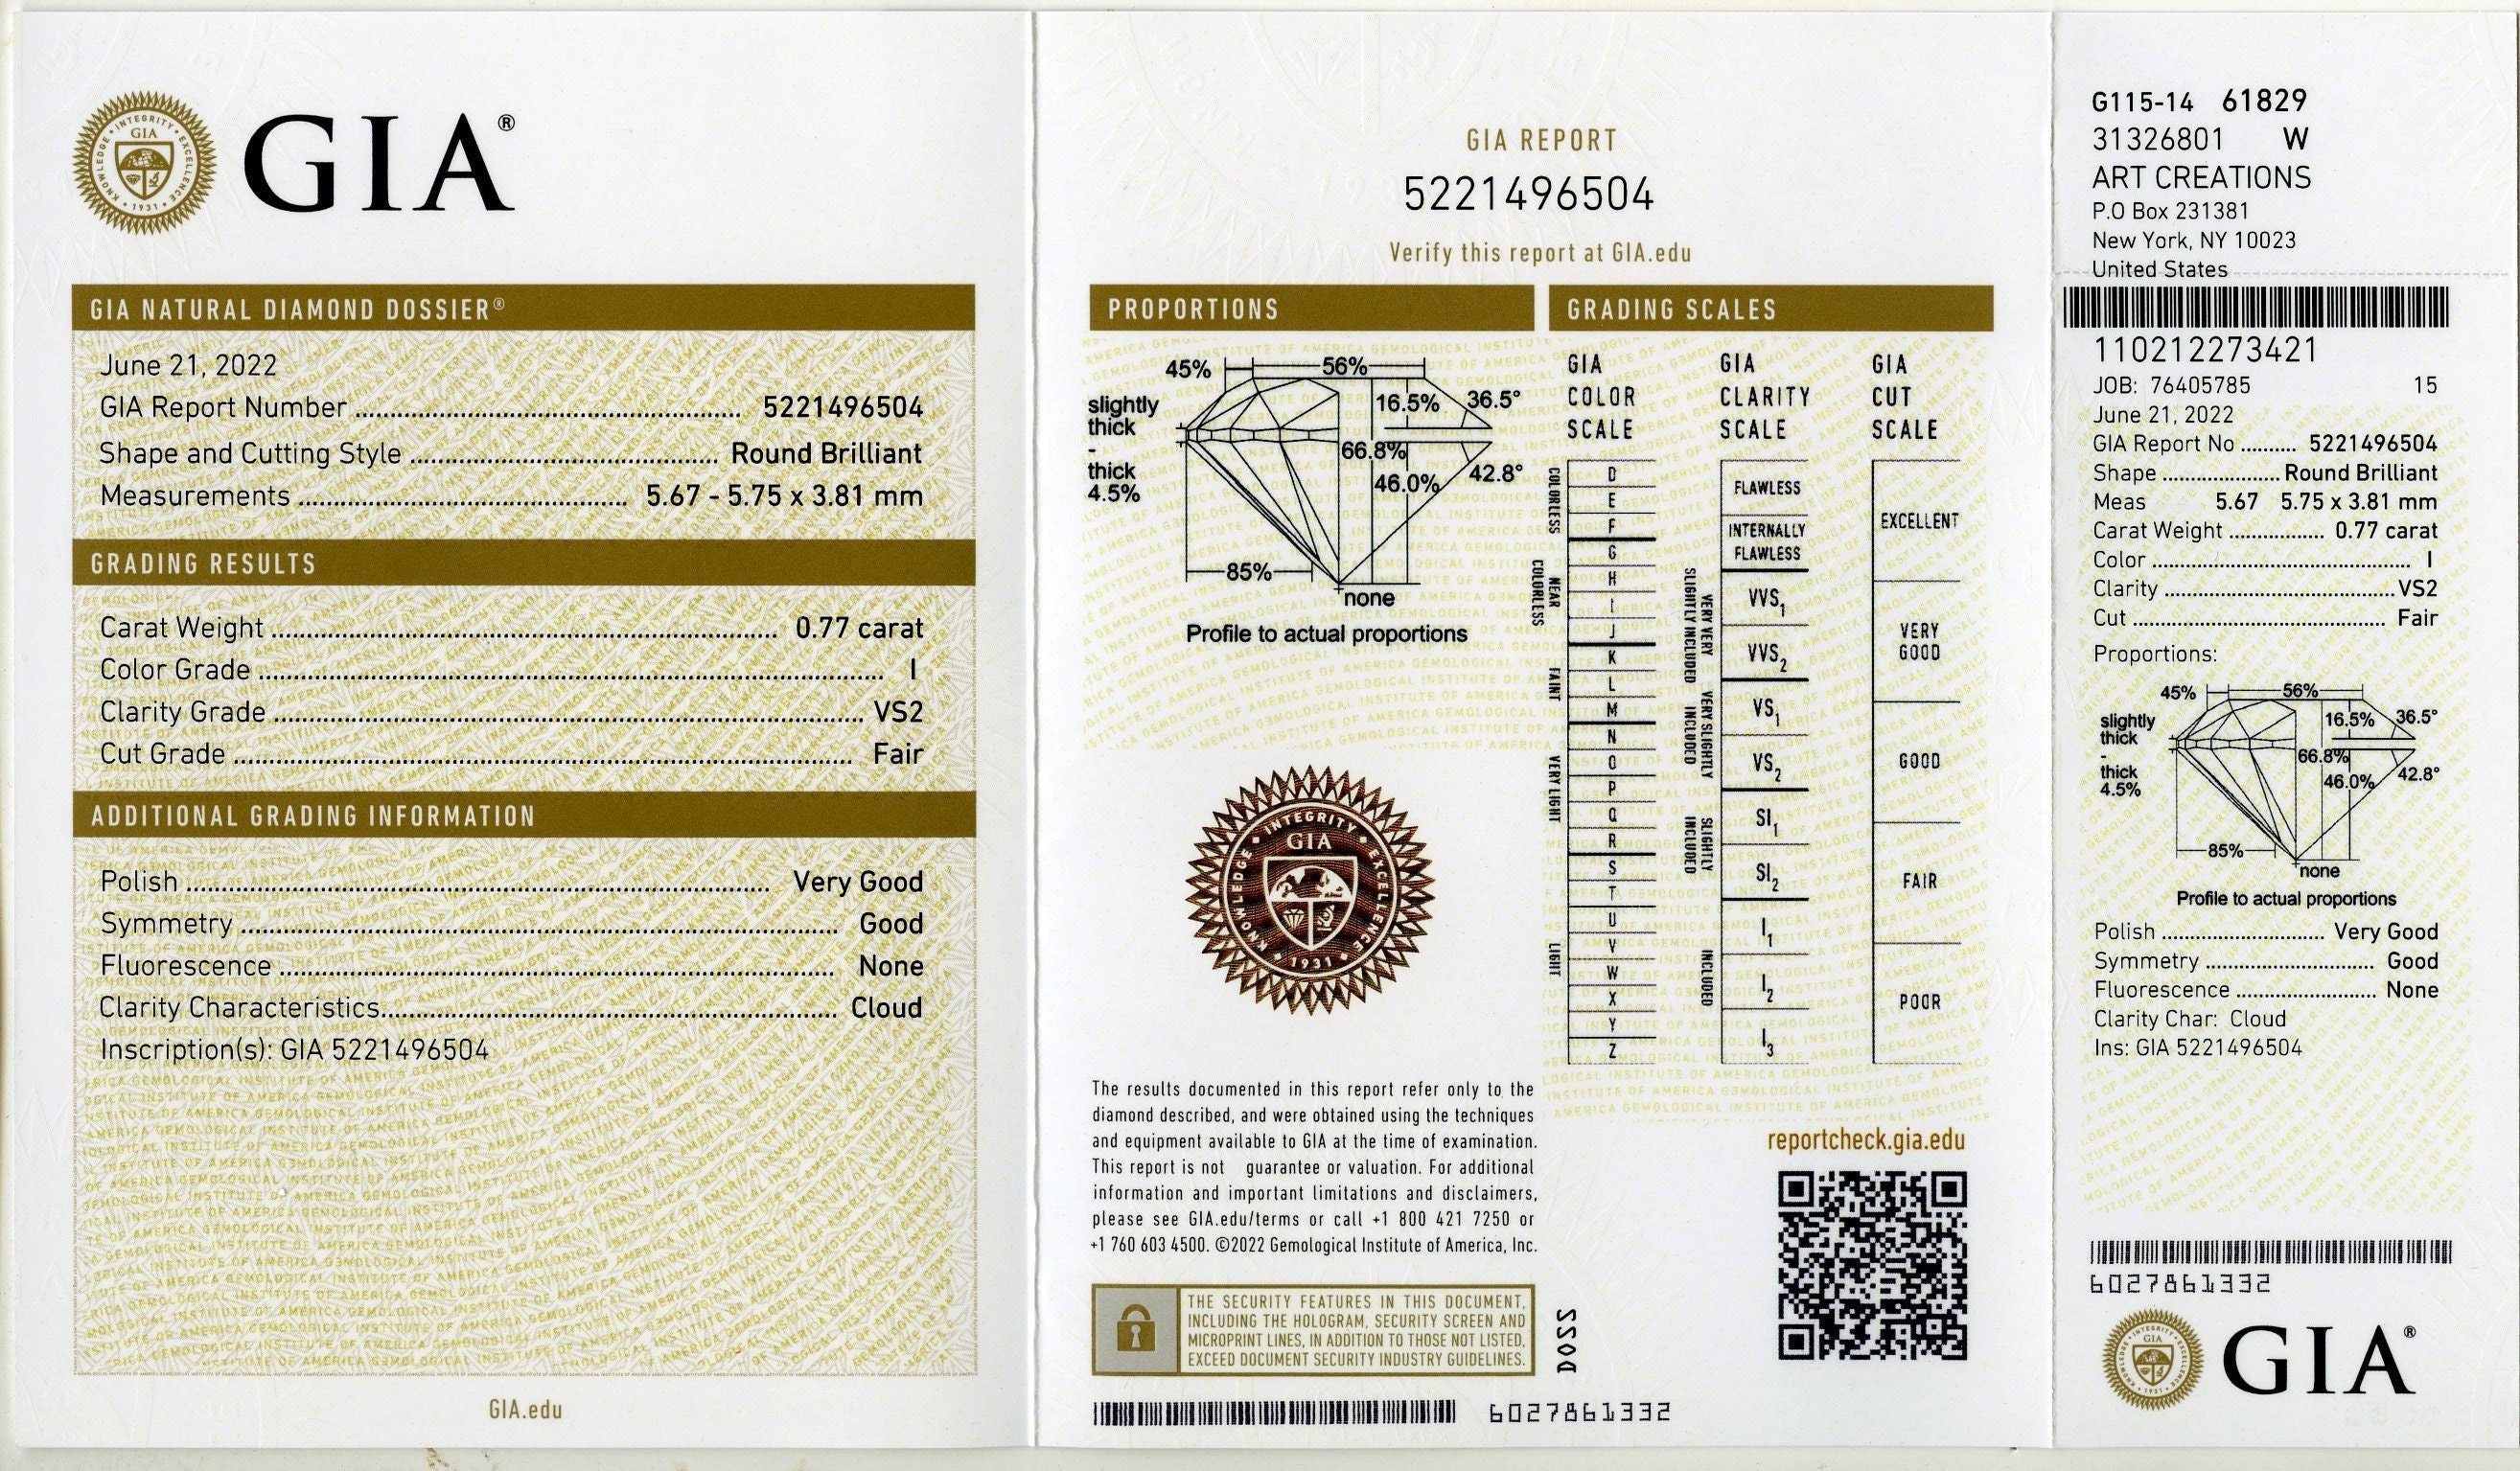 GIA®
INTEGRITY
GIA
KNOWLEDGE
EXCELLENCE
1931
GIA NATURAL DIAMOND DOSSIER®
June 21, 2022
GIA Report Number 5221496504
Shape and Cutting Style Round Brilliant
Measurements 5.67 - 5.75 x 3.81 mm
GRADING RESULTS
Carat Weight 0.77 carat
Color Grade I
Clarity Grade VS2
Cut Grade Fair
ADDITIONAL GRADING INFORMATION
Polish Very Good
Symmetry Good
Fluorescence None
Clarity Characteristics Cloud
Inscription(s): GIA 5221496504
GIA.edu
GIA REPORT
5221496504
Verify this report at GIA.edu
PROPORTIONS
45%
56%
slightly
thick
-
thick
4.5%
16.5%
36.5°
66.8%
46.0%
42.8°
85%
none
Profile to actual proportions
INTEGRITY
GIA
KNOWLEDGE
EXCELLENCE
1931
The results documented in this report refer only to the
diamond described, and were obtained using the techniques
and equipment available to GIA at the time of examination.
This report is not guarantee or valuation. For additional
information and important limitations and disclaimers,
please see GIA.edu/terms or call +1 800 421 7250 or
+1 760 603 4500. ©2022 Gemological Institute of America, Inc.
THE SECURITY FEATURES IN THIS DOCUMENT,
INCLUDING THE HOLOGRAM, SECURITY SCREEN AND
MICROPRINT LINES, IN ADDITION TO THOSE NOT LISTED,
EXCEED DOCUMENT SECURITY INDUSTRY GUIDELINES.
6027861332
GRADING SCALES
GIA
COLOR
SCALE
COLORLESS
D
E
F
NEAR
COLORLESS
G
H
I
J
FAINT
K
L
M
VERY LIGHT
N
O
P
Q
R
LIGHT
S
T
U
V
W
X
Y
Z
GIA
CLARITY
SCALE
FLAWLESS
INTERNALLY
FLAWLESS
VERY VERY
SLIGHTLY INCLUDED
VVS1
VVS2
VERY SLIGHTLY
INCLUDED
VS1
VS2
SLIGHTLY
INCLUDED
SI1
SI2
INCLUDED
I1
I2
I3
GIA
CUT
SCALE
EXCELLENT
VERY
GOOD
GOOD
FAIR
POOR
reportcheck.gia.edu
G115-14 61829
31326801 W
ART CREATIONS
P.O Box 231381
New York, NY 10023
United States
110212273421
JOB: 76405785 15
June 21, 2022
GIA Report No 5221496504
Shape Round Brilliant
Meas 5.67 5.75 x 3.81 mm
Carat Weight 0.77 carat
Color I
Clarity VS2
Cut Fair
Proportions:
45%
56%
slightly
thick
-
thick
4.5%
16.5%
36.5°
66.8%
46.0%
42.8°
85%
none
Profile to actual proportions
Polish Very Good
Symmetry Good
Fluorescence None
Clarity Char: Cloud
Ins: GIA 5221496504
6027861332
GIA®